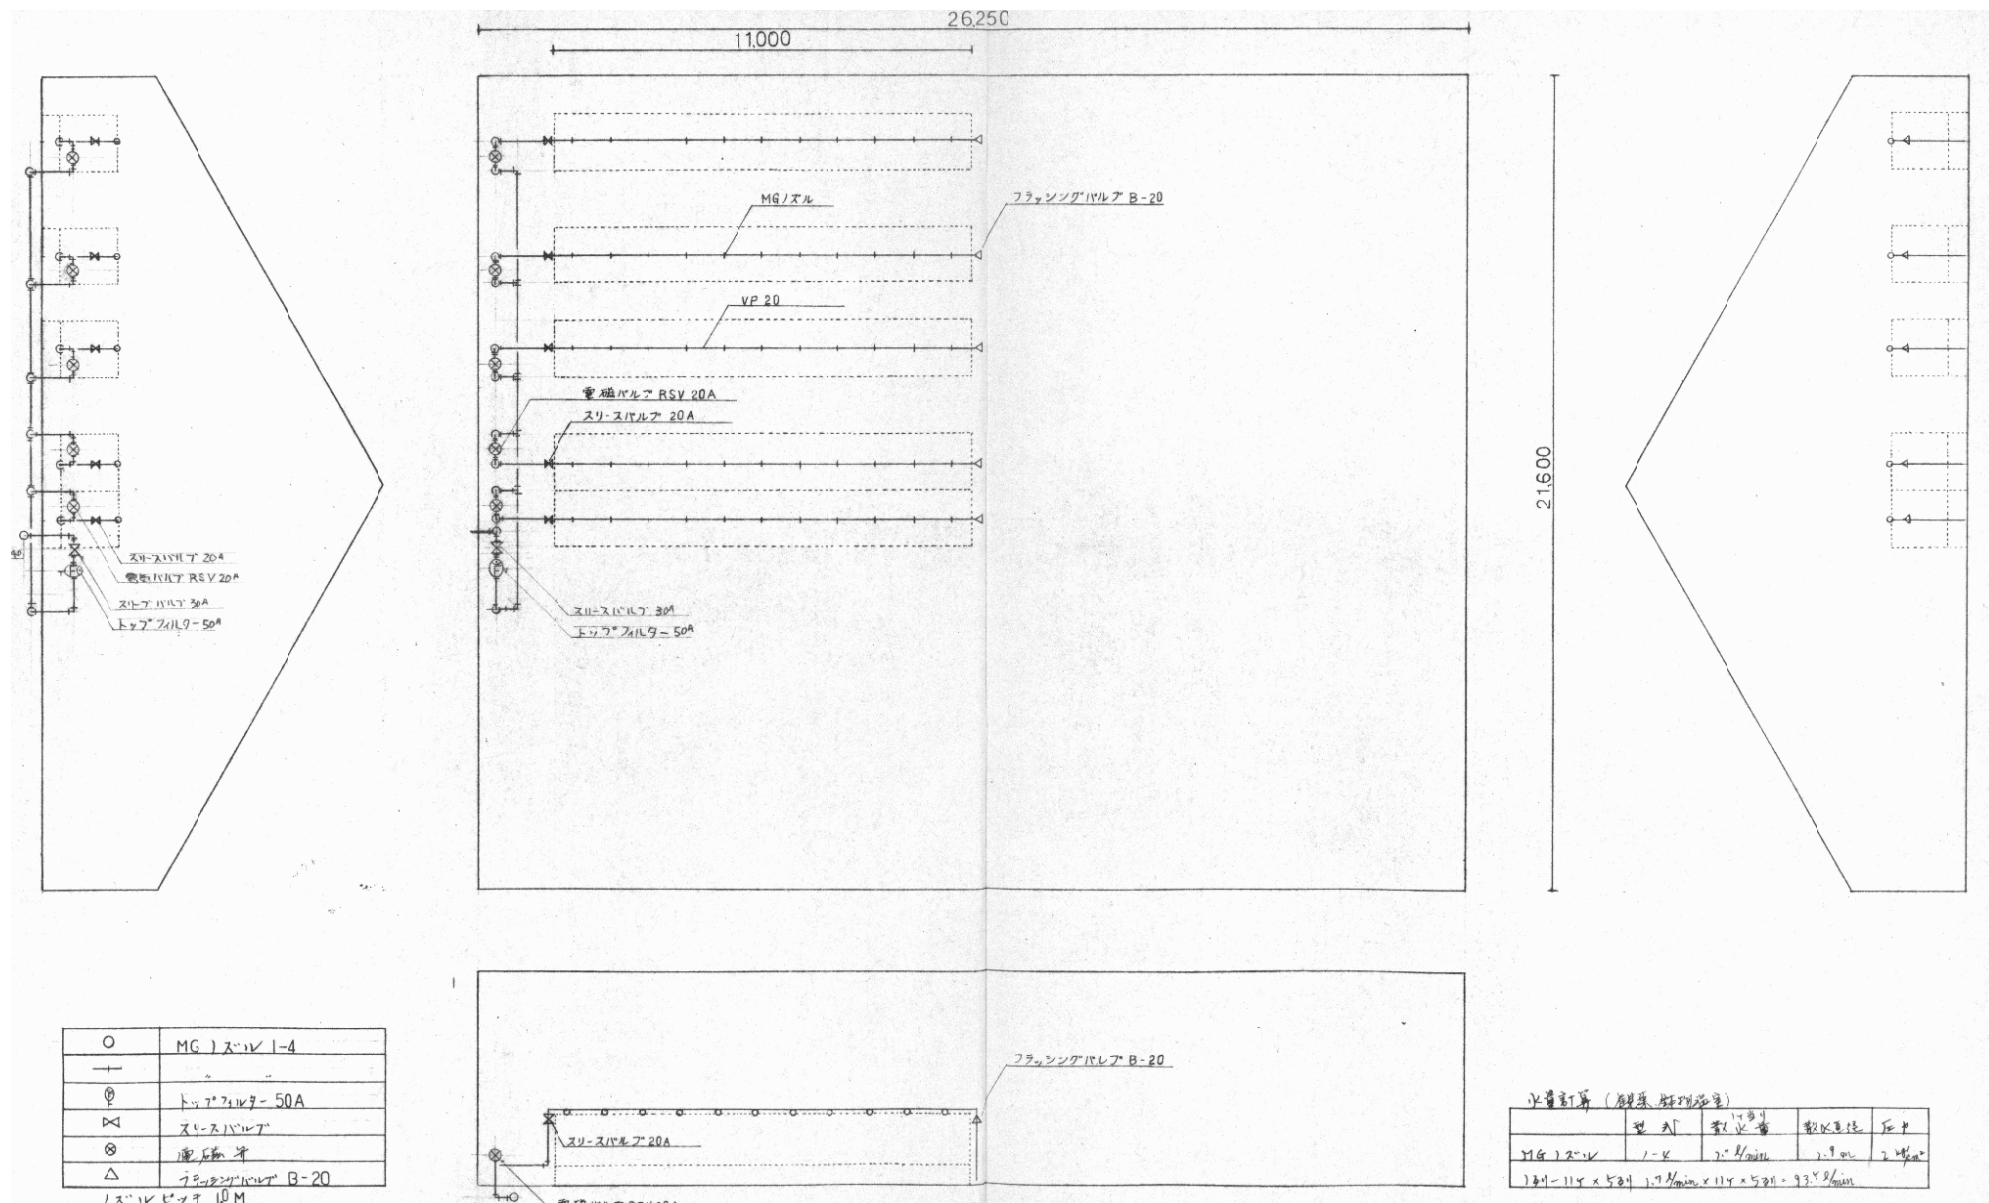 26,250
11,000
MGノズル
フラッシングバルブ B-20
VP 20
電磁バルブ RSV 20A
スリースバルブ 20A
21,600
スリースバルブ 20A
電磁バルブ RSV 20A
スリースバルブ 30A
トップフィルター 50A
スリースバルブ 30A
トップフィルター 50A
MGノズル 1-4
トップフィルター 50A
スリースバルブ
電磁弁
フラッシングバルブ B-20
ノズルピッチ 1.0M
フラッシングバルブ B-20
スリースバルブ 20A
水量計算
型式 散水量 散水直径 圧力
MGノズル 1-4
1列-11ケ×5列